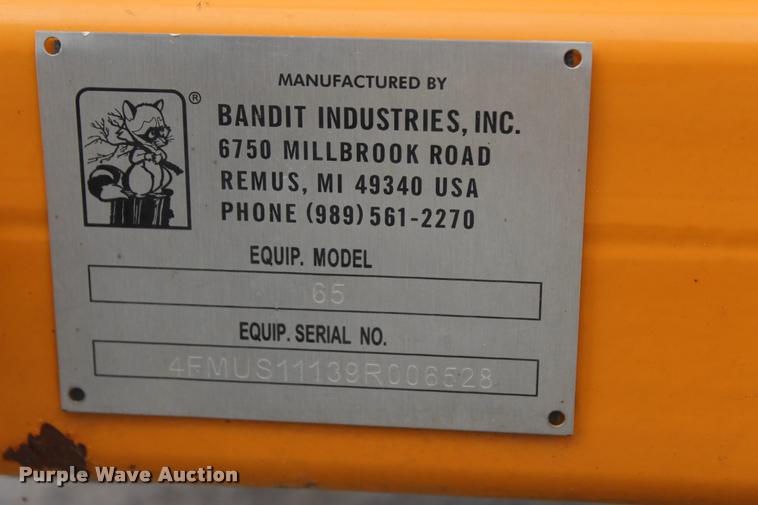 MANUFACTURED BY
BANDIT INDUSTRIES, INC.
6750 MILLBROOK ROAD
REMUS, MI 49340 USA
PHONE (989) 561-2270
®
EQUIP. MODEL
65
EQUIP. SERIAL NO.
4FMUS11139R006528
Purple Wave Auction